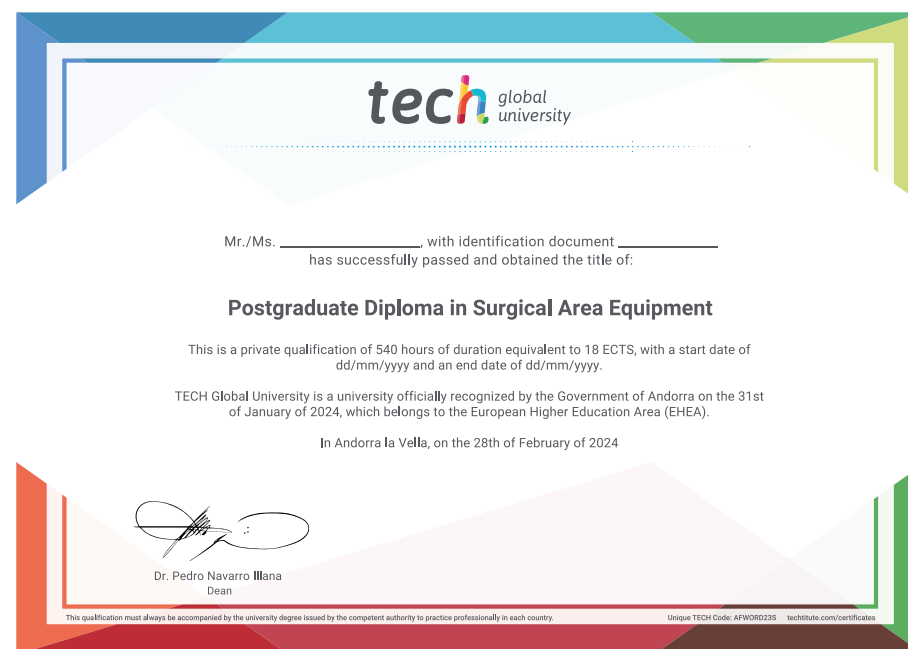 tech global
university
Mr./Ms. ____________________, with identification document ______________
has successfully passed and obtained the title of:
Postgraduate Diploma in Surgical Area Equipment
This is a private qualification of 540 hours of duration equivalent to 18 ECTS, with a start date of
dd/mm/yyyy and an end date of dd/mm/yyyy.
TECH Global University is a university officially recognized by the Government of Andorra on the 31st
of January of 2024, which belongs to the European Higher Education Area (EHEA).
In Andorra la Vella, on the 28th of February of 2024
Dr. Pedro Navarro Illana
Dean
This qualification must always be accompanied by the university degree issued by the competent authority to practice professionally in each country.
Unique TECH Code: AFWORD23S techtitute.com/certificates